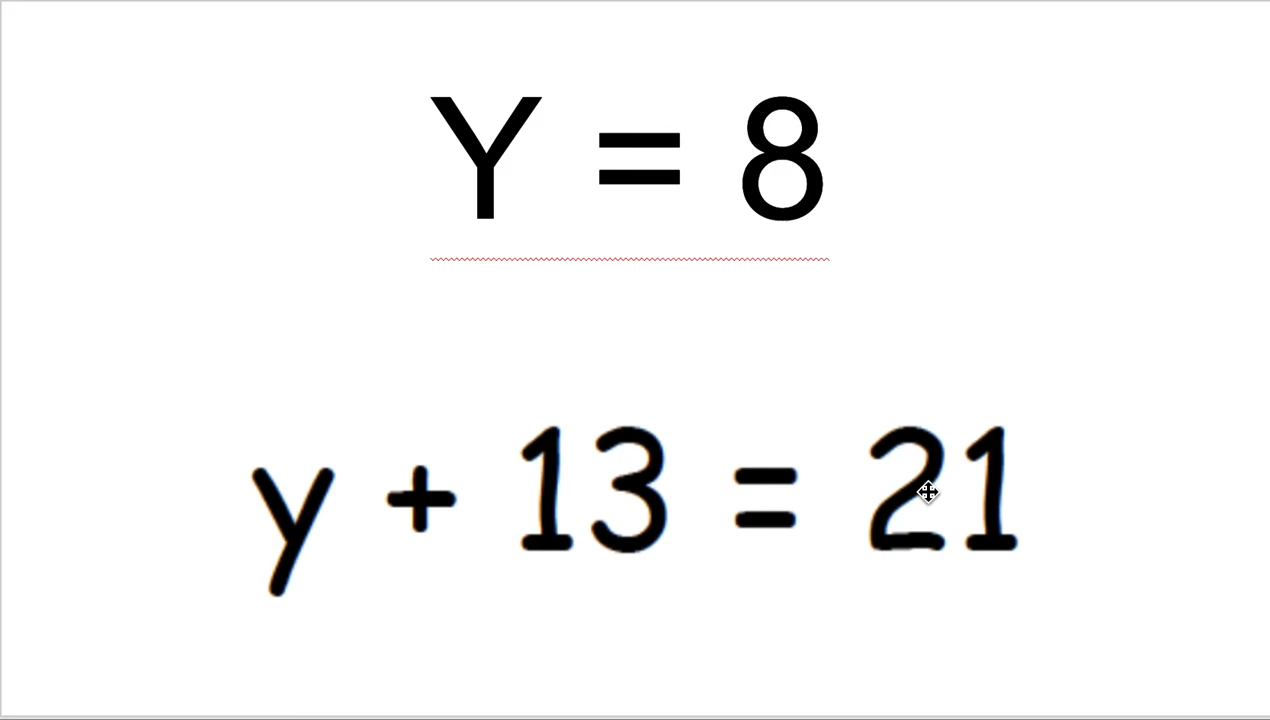 Y = 8
y + 13 = 21